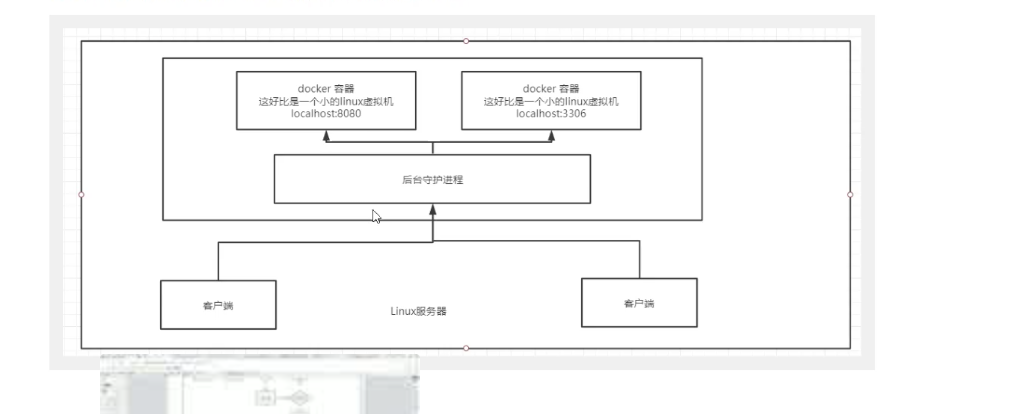 docker 容器
这好比是一个小的linux虚拟机
localhost:8080
docker 容器
这好比是一个小的linux虚拟机
localhost:3306
后台守护进程
客户端
客户端
Linux服务器